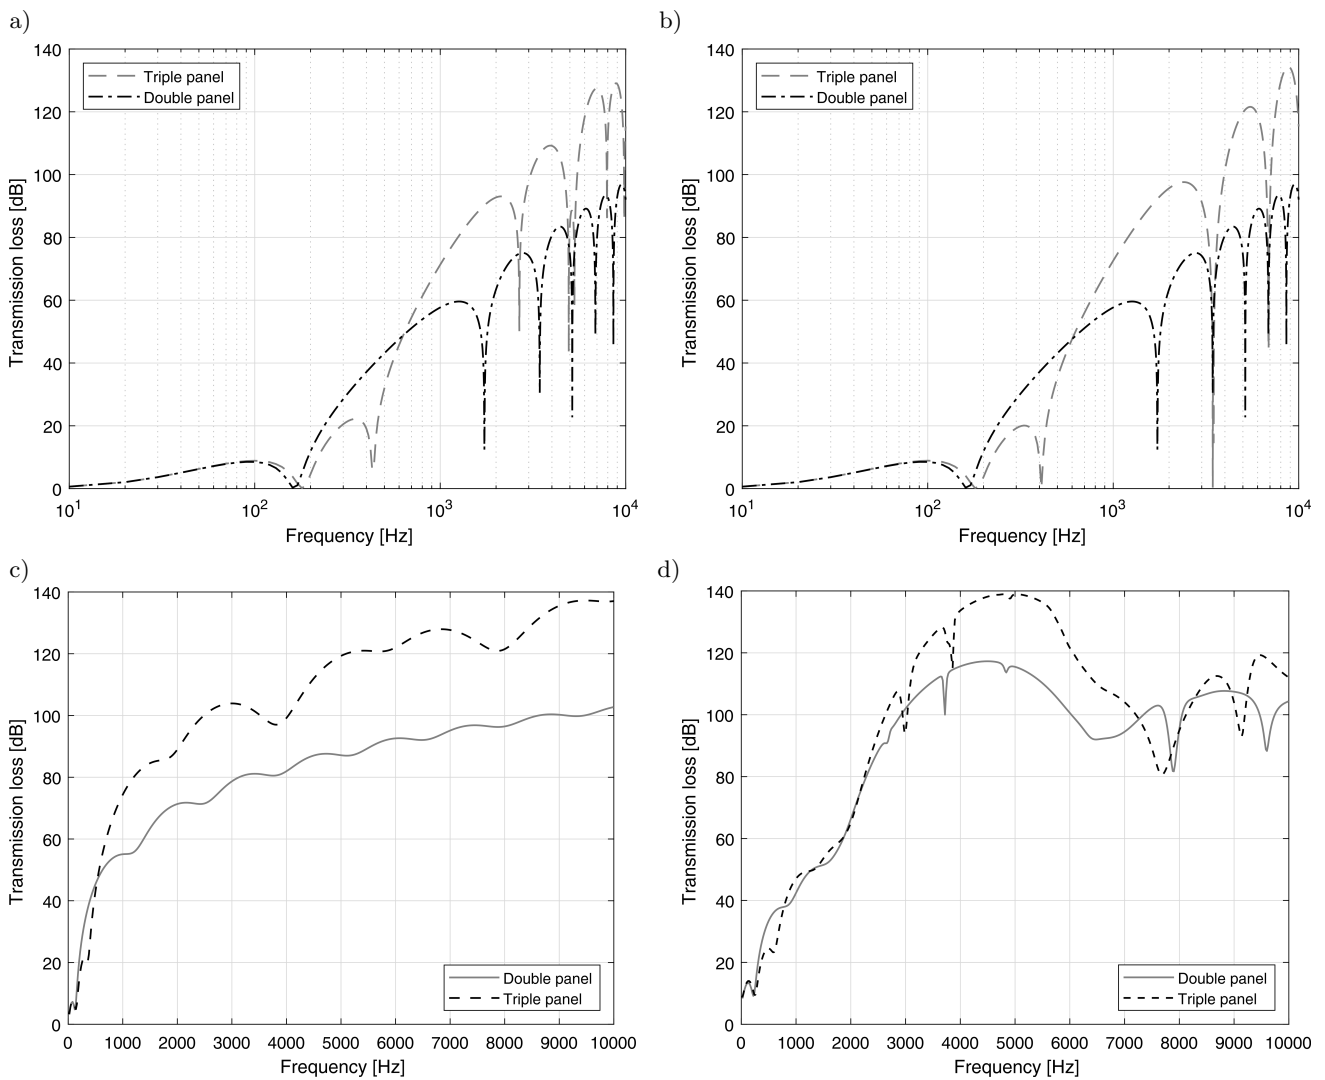 a)
140
120
100
80
60
40
20
0
Transmission loss [dB]
Triple panel
Double panel
10^1 10^2 10^3 10^4
Frequency [Hz]
b)
140
120
100
80
60
40
20
0
Transmission loss [dB]
Triple panel
Double panel
10^1 10^2 10^3 10^4
Frequency [Hz]
c)
140
120
100
80
60
40
20
0
Transmission loss [dB]
Double panel
Triple panel
0 1000 2000 3000 4000 5000 6000 7000 8000 9000 10000
Frequency [Hz]
d)
140
120
100
80
60
40
20
0
Transmission loss [dB]
Double panel
Triple panel
0 1000 2000 3000 4000 5000 6000 7000 8000 9000 10000
Frequency [Hz]